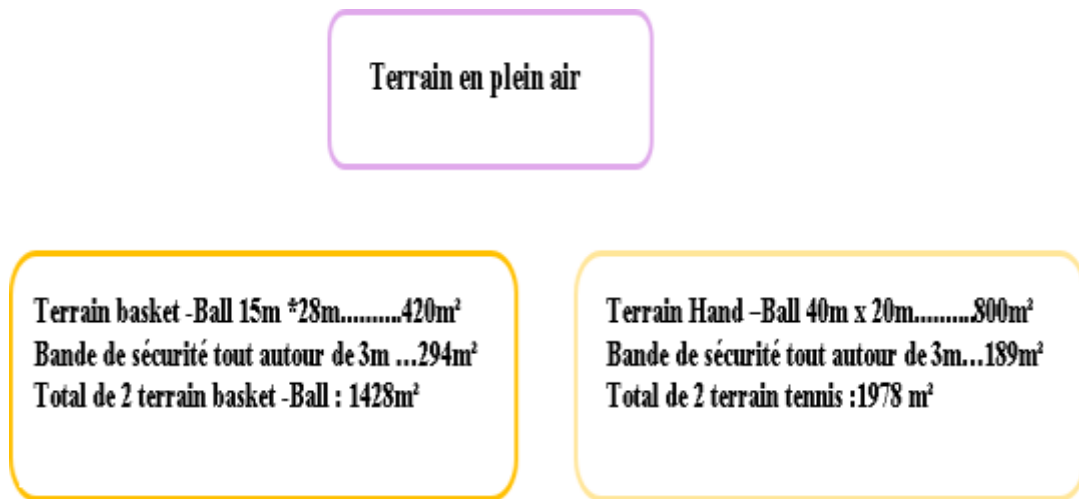 Terrain en plein air
Terrain basket -Ball 15m *28m..........420m²
Bande de sécurité tout autour de 3m ...294m²
Total de 2 terrain basket -Ball : 1428m²
Terrain Hand –Ball 40m x 20m..........800m²
Bande de sécurité tout autour de 3m...189m²
Total de 2 terrain tennis :1978 m²